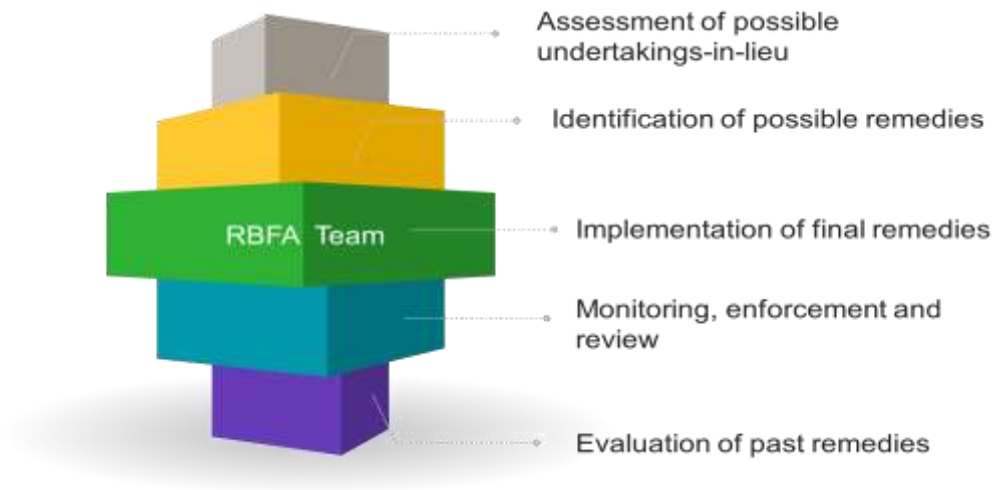 Assessment of possible
undertakings-in-lieu
Identification of possible remedies
RBFA Team
Implementation of final remedies
Monitoring, enforcement and
review
Evaluation of past remedies